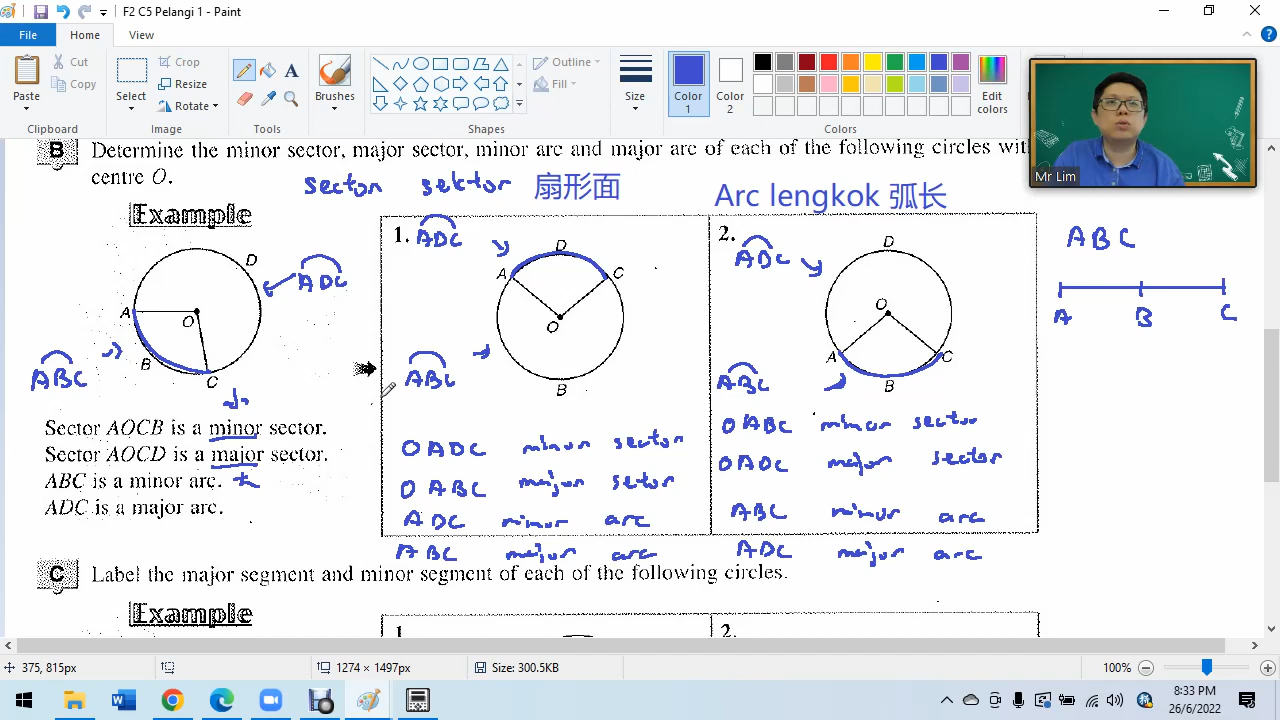 F2 C5 Pelangi 1 - Paint
File Home View
Paste Cut Copy
Clipboard
Select Crop Resize Rotate
Image
Tools
Brushes
Shapes
Outline
Fill
Size
Color 1
Color 2
Edit colors
Colors
Mr Lim
B Determine the minor sector, major sector, minor arc and major arc of each of the following circles with
centre O.
sector sektor 扇形面
Arc lengkok 弧长
Example
D
ADC
A
O
B
C
ABC
Sector AOCB is a minor sector.
Sector AOCD is a major sector.
ABC is a minor arc.
ADC is a major arc.
1. ADC
D
A C
O
B
ABC
OADC minor sector
OABC major setor
ADC minor arc
ABC major arc
2.
ADC
D
O
A C
B
ABC
OABC minor sector
OADC major sector
ABC minor arc
ADC major arc
ABC
A B C
C Label the major segment and minor segment of each of the following circles.
Example
1.
2.
375, 815px
1274 × 1497px
Size: 300.5KB
100%
8:33 PM
26/6/2022